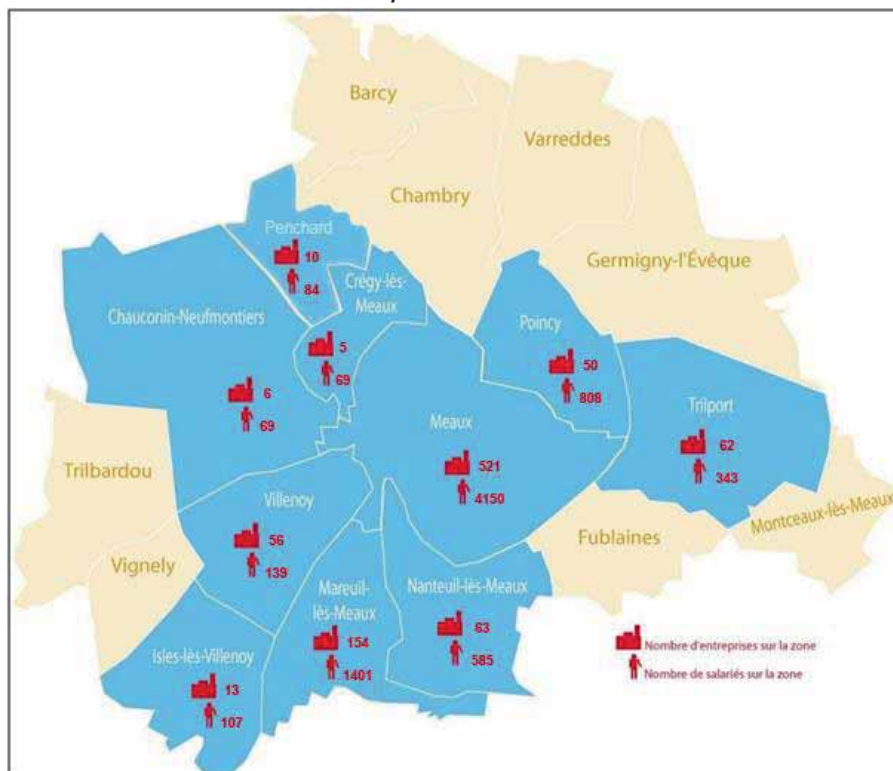 Barcy
Varreddes
Chambry
Penchard
10
84
Germigny-l'Évêque
Crégy-lès-
Meaux
5
69
Chauconin-Neufmontiers
6
69
Poincy
50
808
Trilport
62
343
Meaux
521
4150
Trilbardou
Villenoy
56
139
Montceaux-lès-Meaux
Fublaines
Vignely
Mareuil-
lès-Meaux
154
1401
Nanteuil-lès-Meaux
63
585
Isles-lès-Villenoy
13
107
Nombre d'entreprises sur la zone
Nombre de salariés sur la zone